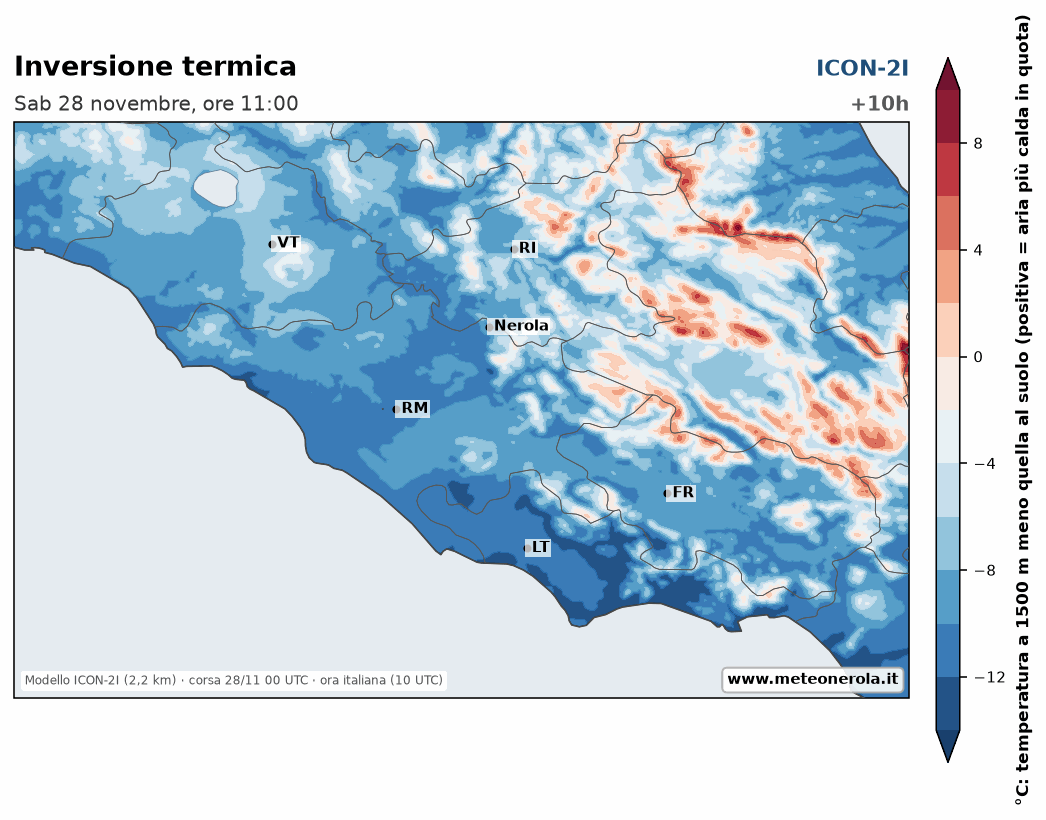 Inversione termica
ICON-2I
Sab 28 novembre, ore 11:00
+10h
VT
RI
Nerola
RM
FR
LT
Modello ICON-2I (2,2 km) · corsa 28/11 00 UTC · ora italiana (10 UTC)
www.meteonerola.it
8
4
0
−4
−8
−12
°C: temperatura a 1500 m meno quella al suolo (positiva = aria più calda in quota)